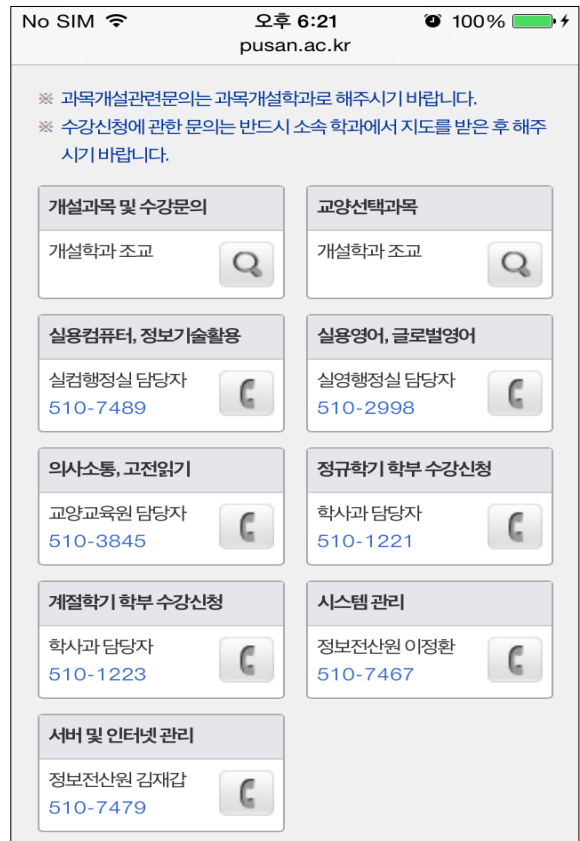 No SIM 오후 6:21 100%
pusan.ac.kr
※ 과목개설관련문의는 과목개설학과로 해주시기 바랍니다.
※ 수강신청에 관한 문의는 반드시 소속 학과에서 지도를 받은 후 해주
시기 바랍니다.
개설과목 및 수강문의
개설학과 조교
교양선택과목
개설학과 조교
실용컴퓨터, 정보기술활용
실컴행정실 담당자
510-7489
실용영어, 글로벌영어
실영행정실 담당자
510-2998
의사소통, 고전읽기
교양교육원 담당자
510-3845
정규학기 학부 수강신청
학사과 담당자
510-1221
계절학기 학부 수강신청
학사과 담당자
510-1223
시스템 관리
정보전산원 이정환
510-7467
서버 및 인터넷 관리
정보전산원 김재갑
510-7479